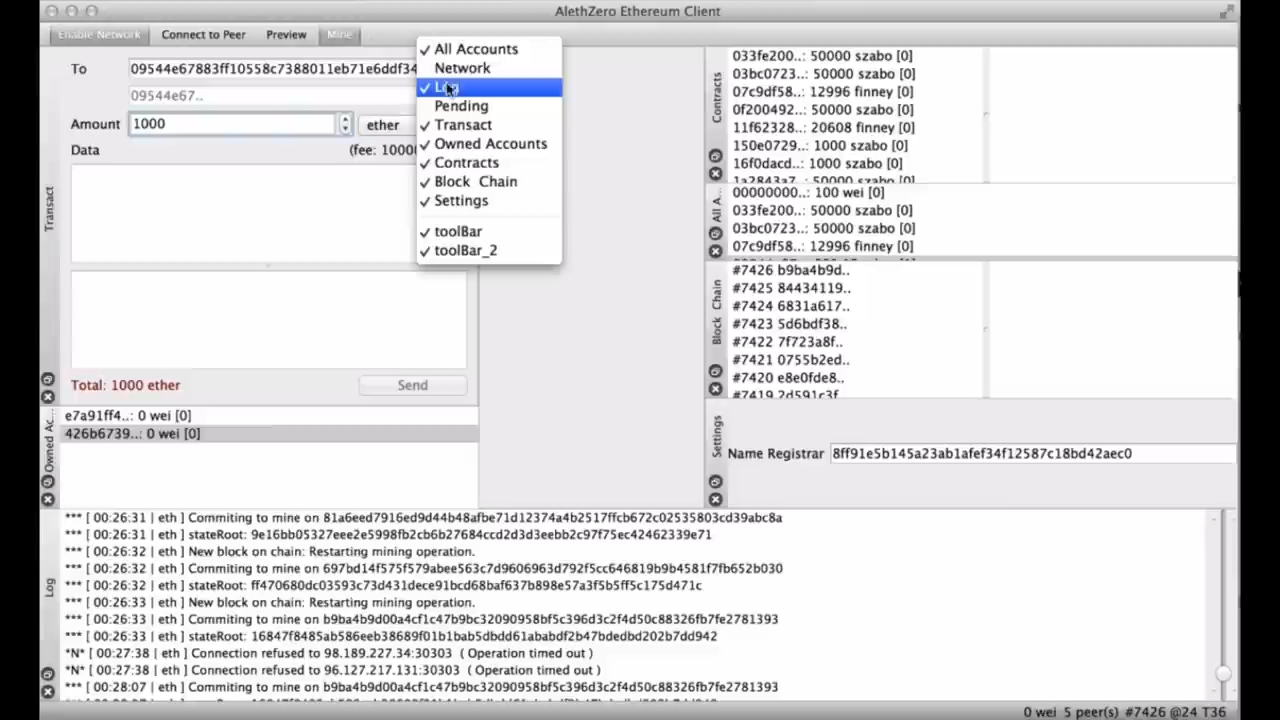 AlethZero Ethereum Client
Enable Network
Connect to Peer
Preview
Mine
To
09544e67883ff10558c7388011eb71e6ddf34
09544e67..
Amount
1000
ether
Data
(fee: 1000
Transact
Total: 1000 ether
Send
All Accounts
Network
Pending
Transact
Owned Accounts
Contracts
Block Chain
Settings
toolBar
toolBar_2
Owned Ac...
e7a91ff4..: 0 wei [0]
426b6739..: 0 wei [0]
Contracts
033fe200..: 50000 szabo [0]
03bc0723..: 50000 szabo [0]
07c9df58..: 12996 finney [0]
0f200492..: 50000 szabo [0]
11f62328..: 20608 finney [0]
150e0729..: 1000 szabo [0]
16f0dacd..: 1000 szabo [0]
1a2843a7..: 50000 szabo [0]
All A...
00000000..: 100 wei [0]
033fe200..: 50000 szabo [0]
03bc0723..: 50000 szabo [0]
07c9df58..: 12996 finney [0]
Block Chain
#7426 b9ba4b9d..
#7425 84434119..
#7424 6831a617..
#7423 5d6bdf38..
#7422 7f723a8f..
#7421 0755b2ed..
#7420 e8e0fde8..
#7419 2d591c3f
Settings
Name Registrar
8ff91e5b145a23ab1afef34f12587c18bd42aec0
Log
*** [ 00:26:31 | eth ] Commiting to mine on 81a6eed7916ed9d44b48afbe71d12374a4b2517ffcb672c02535803cd39abc8a
*** [ 00:26:31 | eth ] stateRoot: 9e16bb05327eee2e5998fb2cb6b27684ccd2d3d3eebb2c97f75ec42462339e71
*** [ 00:26:32 | eth ] New block on chain: Restarting mining operation.
*** [ 00:26:32 | eth ] Commiting to mine on 697bd14f575f579abee563c7d9606963d792f5cc646819b9b4581f7fb652b030
*** [ 00:26:32 | eth ] stateRoot: ff470680dc03593c73d431dece91bcd68baf637b898e57a3f5b5ff5c175d471c
*** [ 00:26:33 | eth ] New block on chain: Restarting mining operation.
*** [ 00:26:33 | eth ] Commiting to mine on b9ba4b9d00a4cf1c47b9bc32090958bf5c396d3c2f4d50c88326fb7fe2781393
*** [ 00:26:33 | eth ] stateRoot: 16847f8485ab586eeb38689f01b1bab5dbdd61ababdf2b47bdedbd202b7dd942
*N* [ 00:27:38 | eth ] Connection refused to 98.189.227.34:30303 ( Operation timed out )
*N* [ 00:27:38 | eth ] Connection refused to 96.127.217.131:30303 ( Operation timed out )
*** [ 00:28:07 | eth ] Commiting to mine on b9ba4b9d00a4cf1c47b9bc32090958bf5c396d3c2f4d50c88326fb7fe2781393
0 wei 5 peer(s) #7426 @24 T36